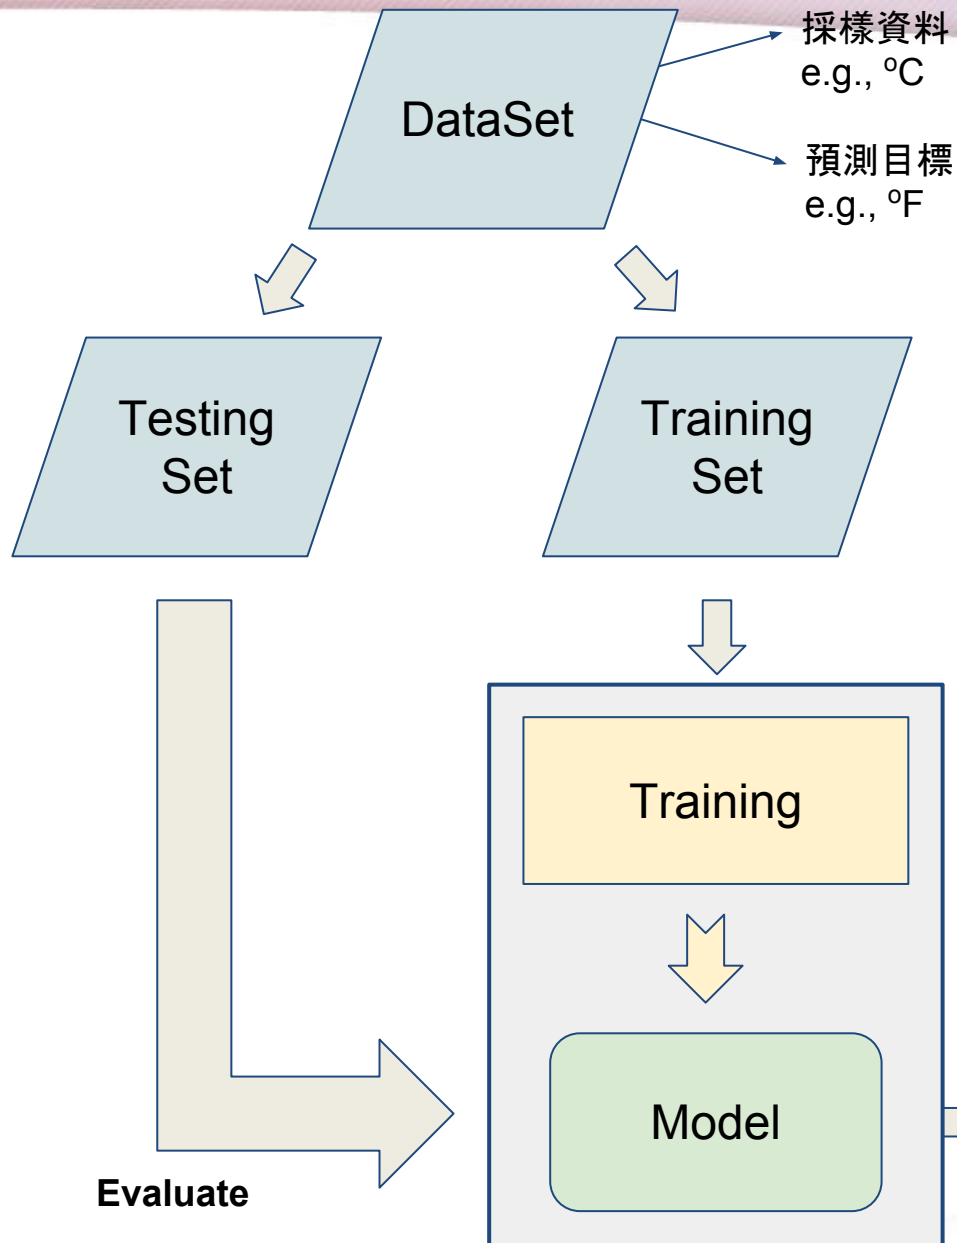 採樣資料
e.g., ºC
DataSet
預測目標
e.g., ºF
Testing
Set
Training
Set
Training
Model
Evaluate